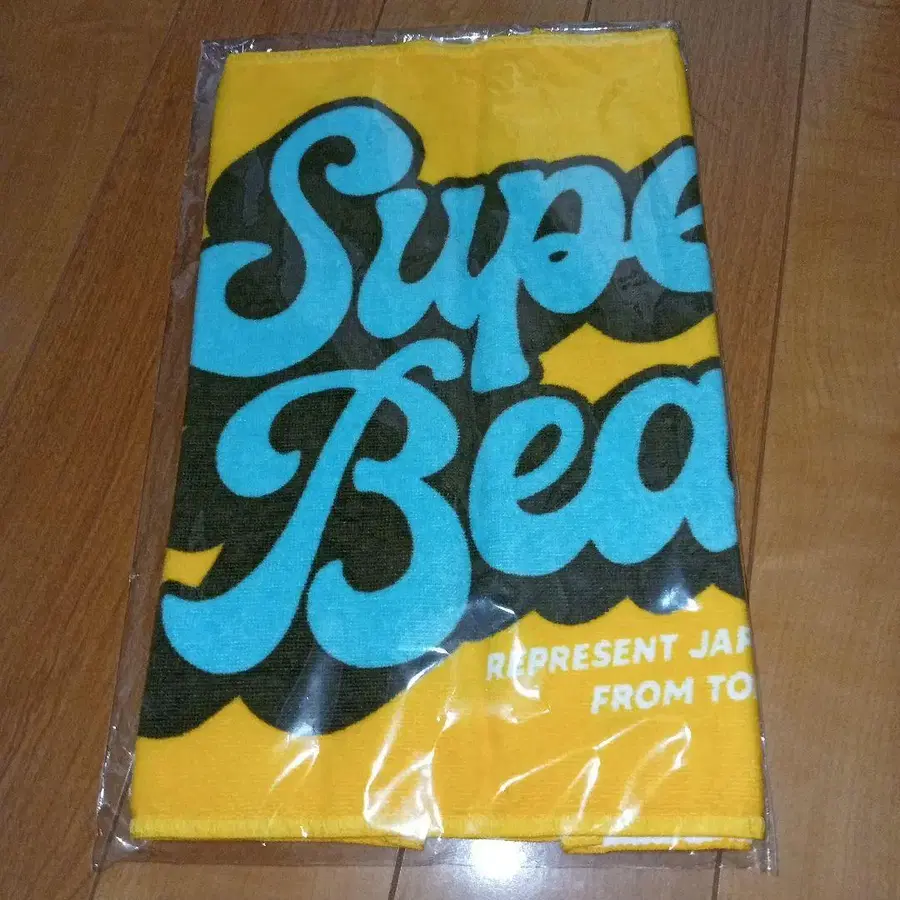 Supe
Bea
REPRESENT JAP
FROM TO